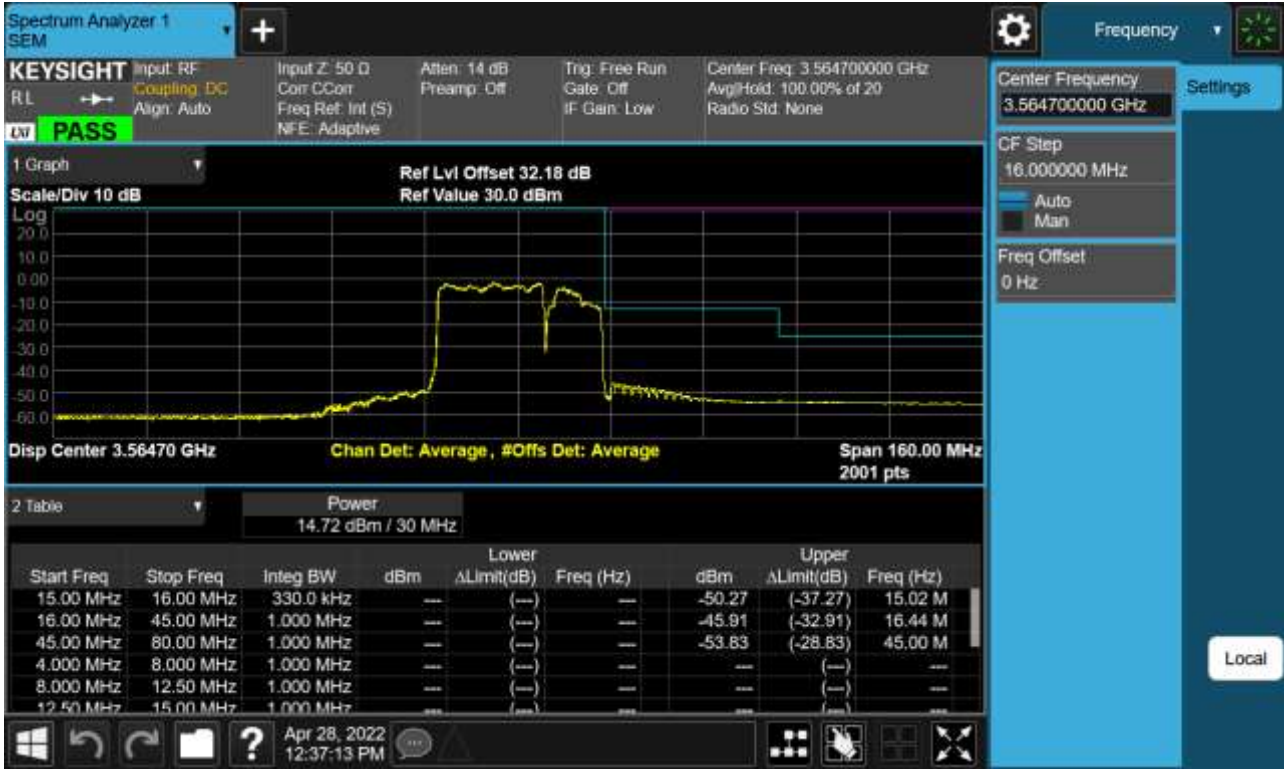 Spectrum Analyzer 1
SEM
Frequency
KEYSIGHT
RL
LXI
PASS
Input: RF
Coupling: DC
Align: Auto
Input Z: 50 Ω
Corr CCorr
Freq Ref: Int (S)
NFE: Adaptive
Atten: 14 dB
Preamp: Off
Trig: Free Run
Gate: Off
IF Gain: Low
Center Freq: 3.564700000 GHz
Avg|Hold: 100.00% of 20
Radio Std: None
Center Frequency
3.564700000 GHz
Settings
CF Step
16.000000 MHz
Auto
Man
Freq Offset
0 Hz
Local
1 Graph
Scale/Div 10 dB
Ref Lvl Offset 32.18 dB
Ref Value 30.0 dBm
Log
20.0
10.0
0.00
-10.0
-20.0
-30.0
-40.0
-50.0
-60.0
Disp Center 3.56470 GHz
Chan Det: Average, #Offs Det: Average
Span 160.00 MHz
2001 pts
2 Table
Power
14.72 dBm / 30 MHz
Lower Upper
Start Freq Stop Freq Integ BW dBm ΔLimit(dB) Freq (Hz) dBm ΔLimit(dB) Freq (Hz)
15.00 MHz 16.00 MHz 330.0 kHz --- (---) --- -50.27 (-37.27) 15.02 M
16.00 MHz 45.00 MHz 1.000 MHz --- (---) --- -45.91 (-32.91) 16.44 M
45.00 MHz 80.00 MHz 1.000 MHz --- (---) --- -53.83 (-28.83) 45.00 M
4.000 MHz 8.000 MHz 1.000 MHz --- (---) --- --- (---) ---
8.000 MHz 12.50 MHz 1.000 MHz --- (---) --- --- (---) ---
12.50 MHz 15.00 MHz 1.000 MHz --- (---) --- --- (---) ---
Apr 28, 2022
12:37:13 PM